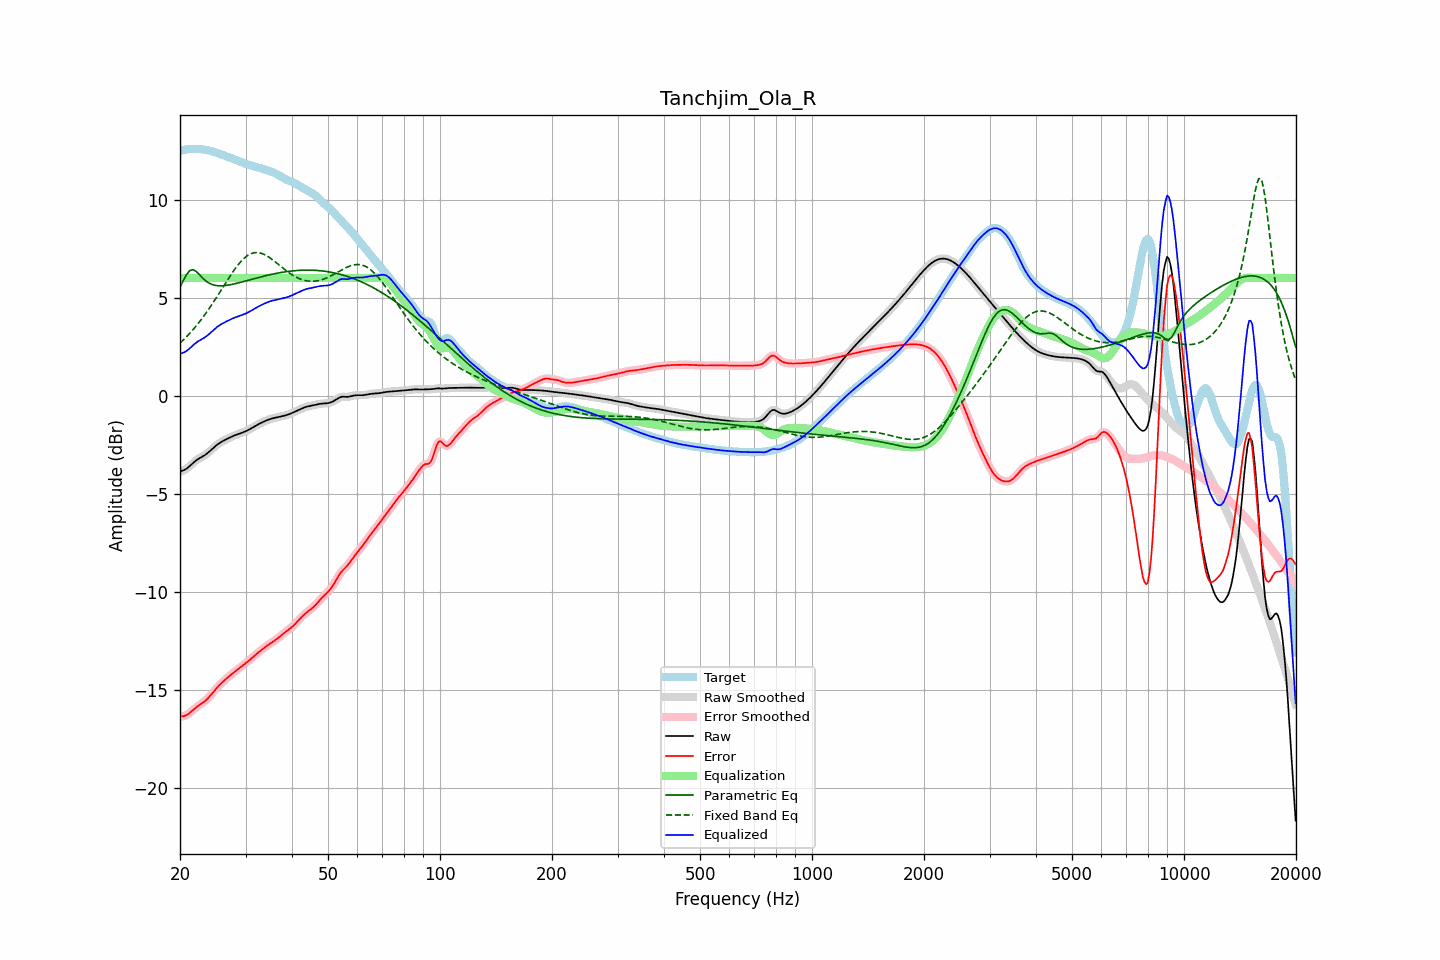 Tanchjim_Ola_R
Amplitude (dBr)
10
5
0
−5
−10
−15
−20
Target
Raw Smoothed
Error Smoothed
Raw
Error
Equalization
Parametric Eq
Fixed Band Eq
Equalized
20 50 100 200 500 1000 2000 5000 10000 20000
Frequency (Hz)